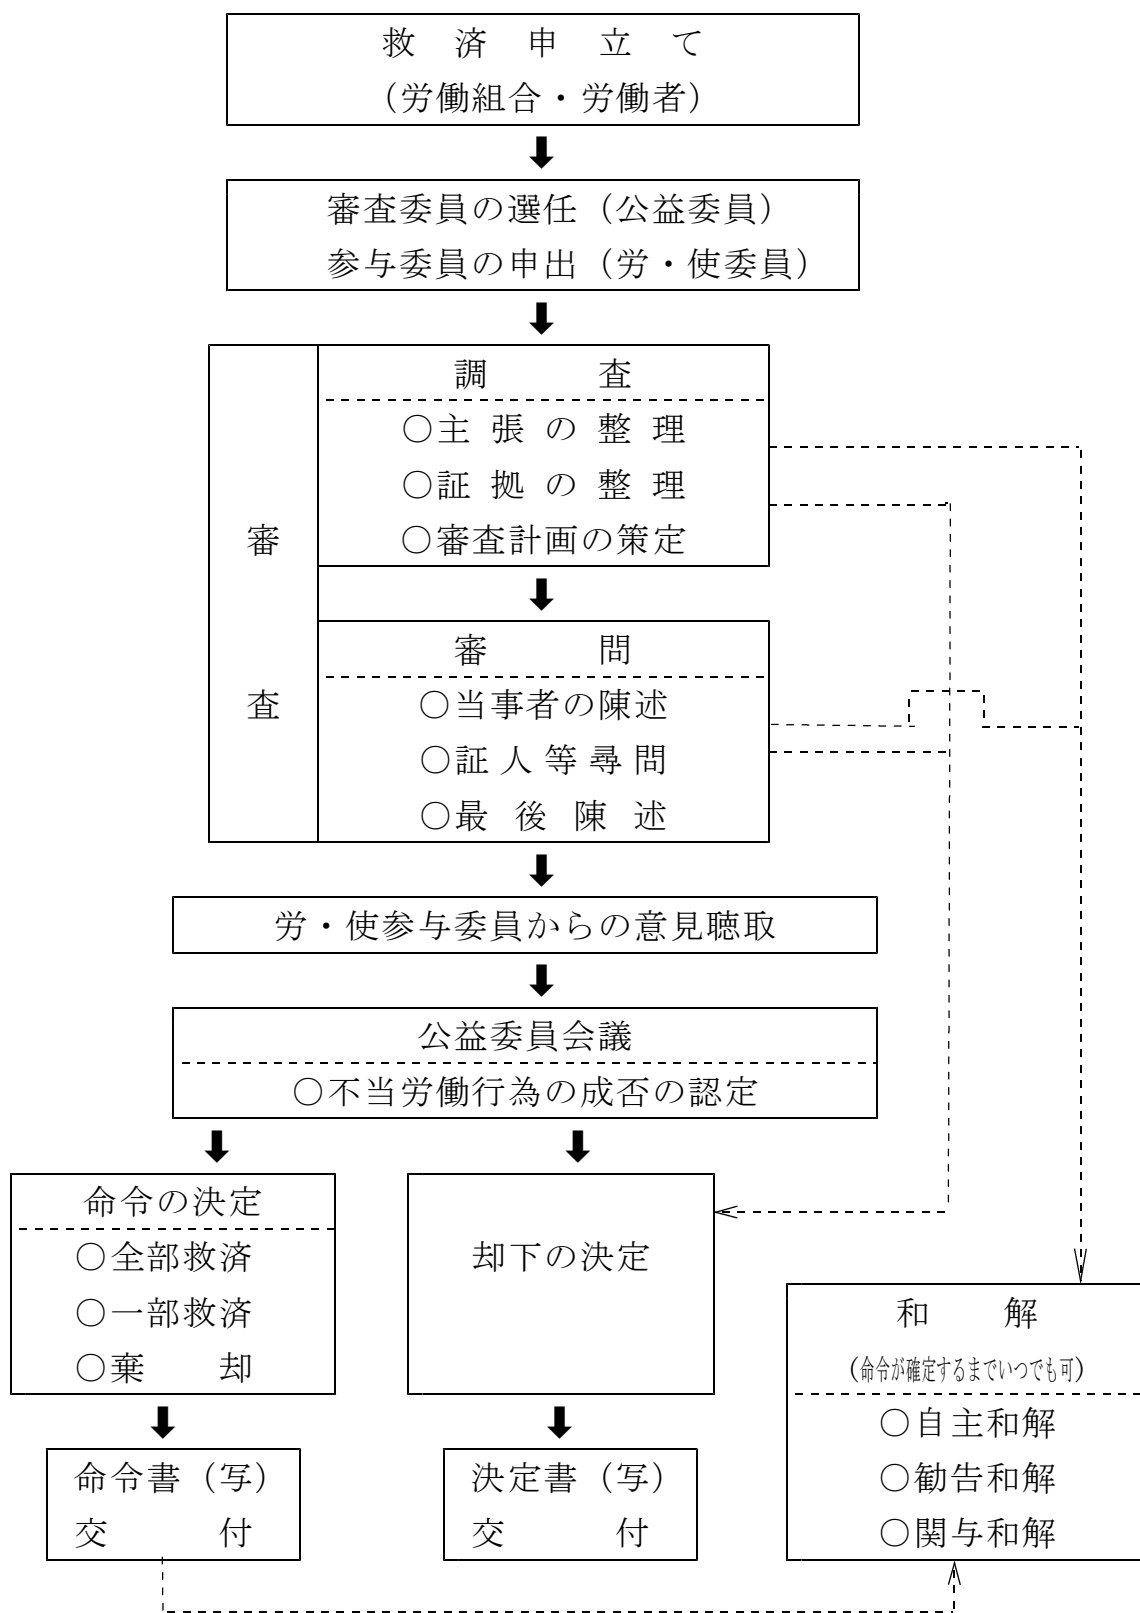 救済申立て
(労働組合・労働者)
審査委員の選任（公益委員）
参与委員の申出（労・使委員）
審査
調査
○主張の整理
○証拠の整理
○審査計画の策定
審問
○当事者の陳述
○証人等尋問
○最後陳述
労・使参与委員からの意見聴取
公益委員会議
○不当労働行為の成否の認定
命令の決定
○全部救済
○一部救済
○棄却
却下の決定
和解
(命令が確定するまでいつでも可)
○自主和解
○勧告和解
○関与和解
命令書（写）
交付
決定書（写）
交付